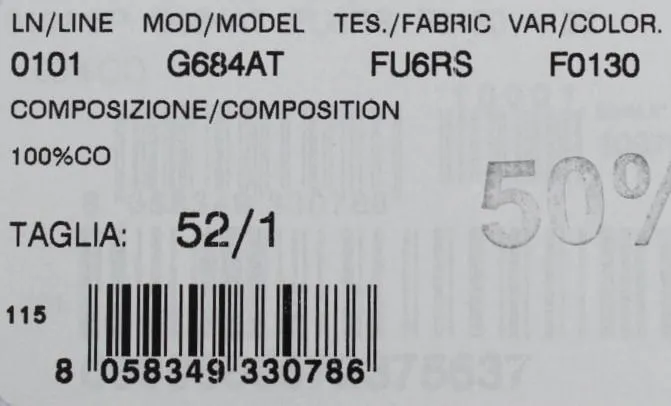 LN/LINE MOD/MODEL TES./FABRIC VAR/COLOR.
0101 G684AT FU6RS F0130
COMPOSIZIONE/COMPOSITION
100%CO
50%
TAGLIA: 52/1
115
8 058349 330786